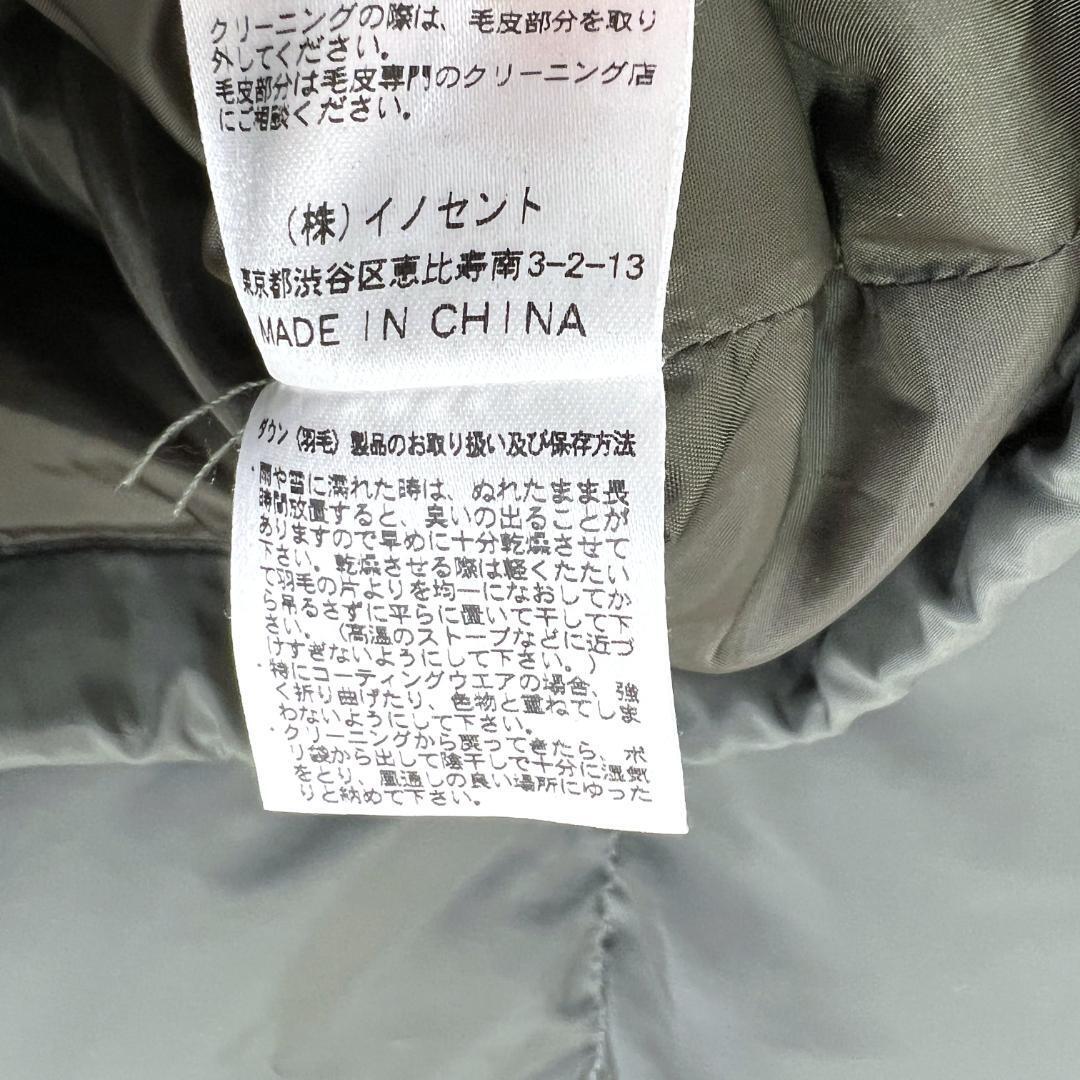 クリーニングの際は、毛皮部分を取り
外してください。
毛皮部分は毛皮専門のクリーニング店
にご相談ください。
(株)イノセント
東京都渋谷区恵比寿南3-2-13
MADE IN CHINA
ダウン(羽毛)製品のお取り扱い及び保存方法
・雨や雪に濡れた時は、ぬれたまま長
時間放置すると、臭いの出ることが
ありますので早めに十分乾燥させて
下さい。乾燥させる際は軽くたたい
て羽毛の片よりを均一になおしてか
ら吊るさずに平らに置いて干して下
さい。(高温のストーブなどに近づ
けすぎないようにして下さい。)
・特にコーティングウエアの場合、強
く折り曲げたり、色物と重ねてしま
わないようにして下さい。
・クリーニングから戻ってきたら、ポ
リ袋から出して陰干しで十分に湿気
をとり、風通しの良い場所にゆった
りと納めて下さい。